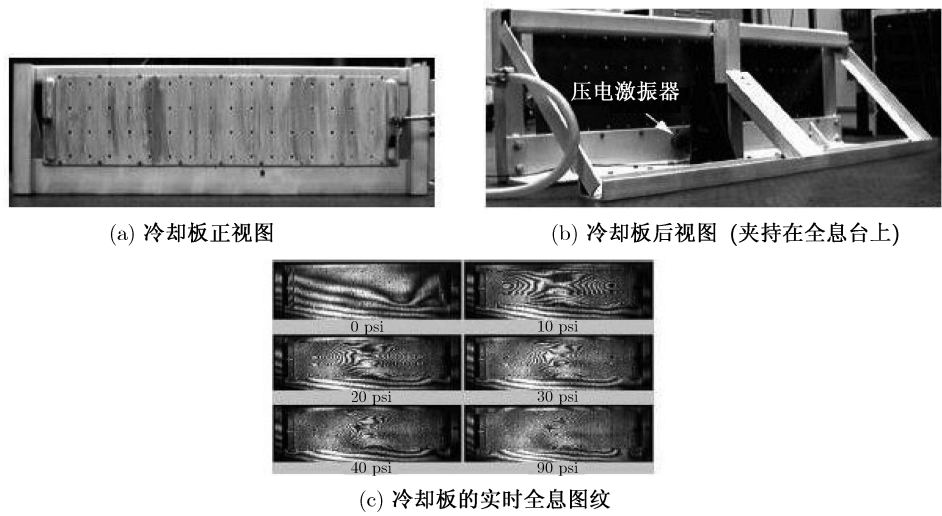 压电激振器
(a) 冷却板正视图
(b) 冷却板后视图 (夹持在全息台上)
0 psi
10 psi
20 psi
30 psi
40 psi
90 psi
(c) 冷却板的实时全息图纹